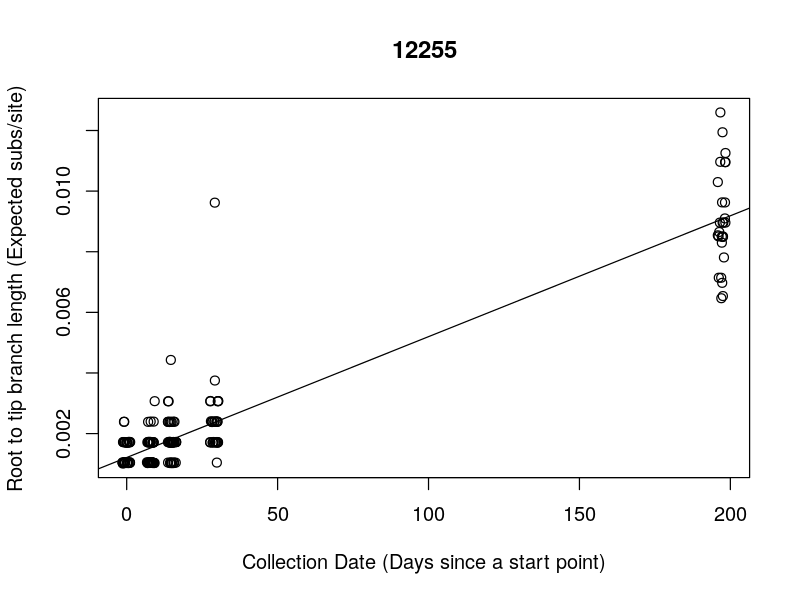 12255
Root to tip branch length (Expected subs/site)
0.010
0.006
0.002
0 50 100 150 200
Collection Date (Days since a start point)